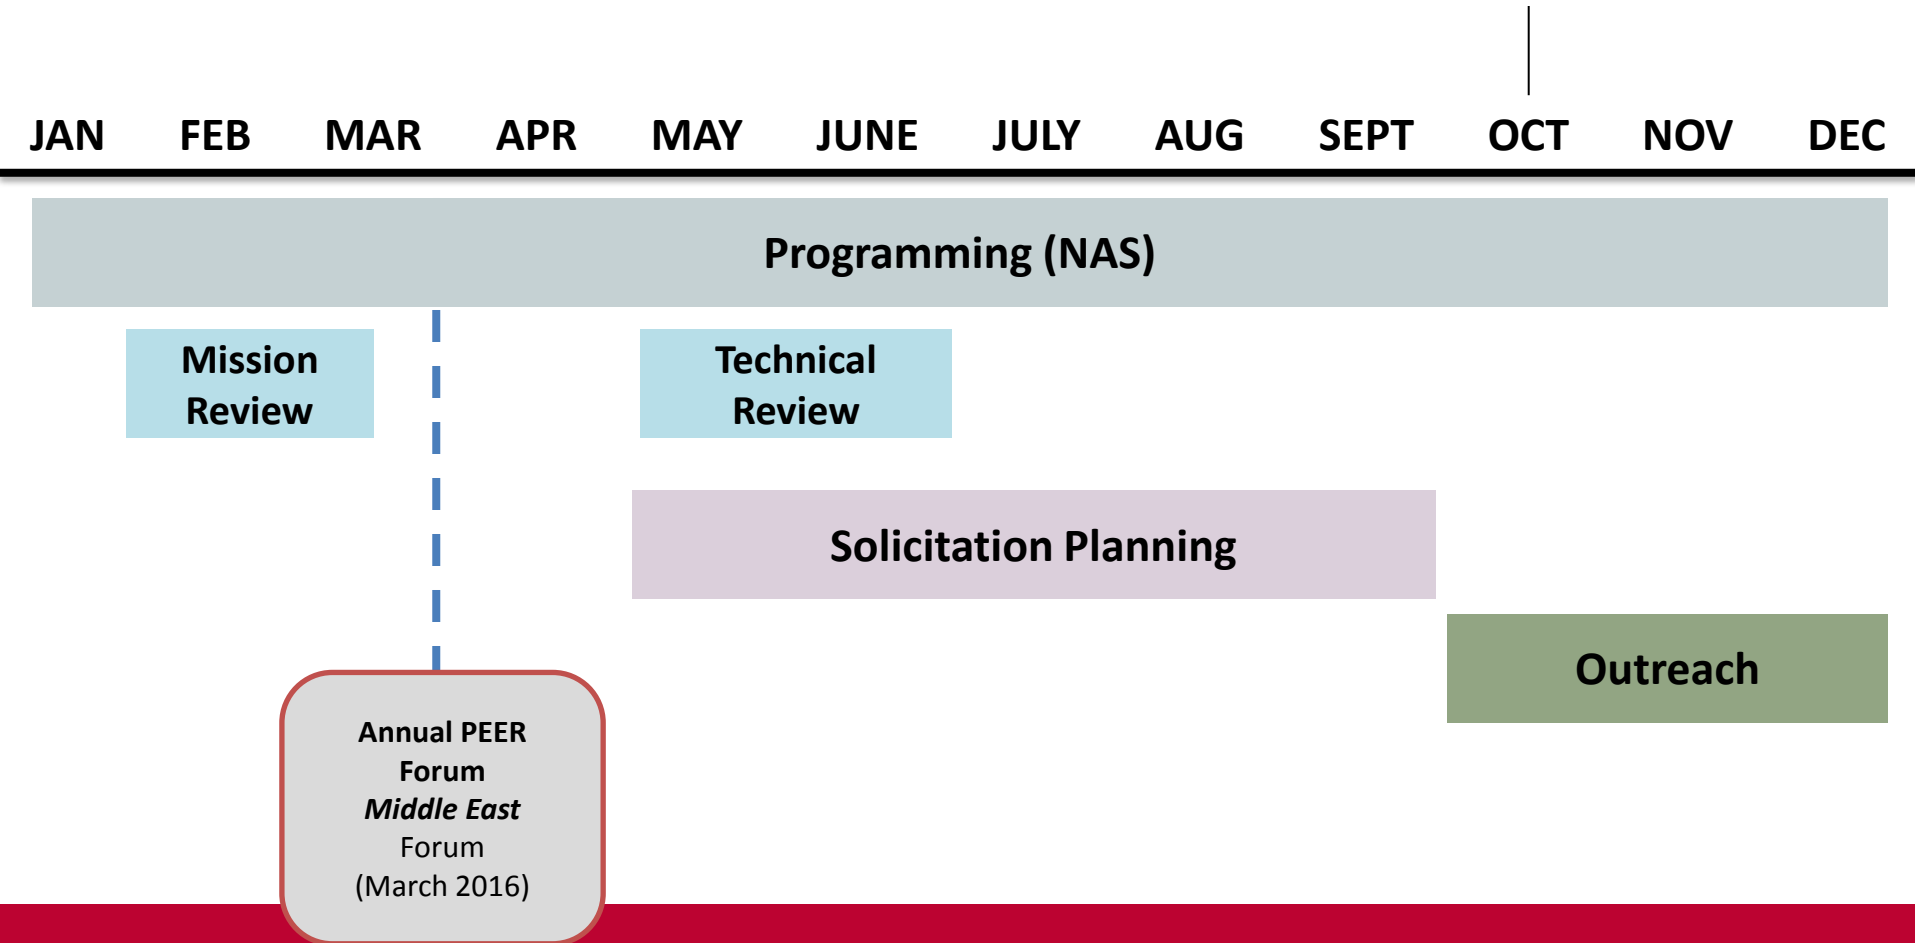 JAN FEB MAR APR MAY JUNE JULY AUG SEPT OCT NOV DEC
Programming (NAS)
Mission
Review
Technical
Review
Solicitation Planning
Outreach
Annual PEER
Forum
Middle East
Forum
(March 2016)